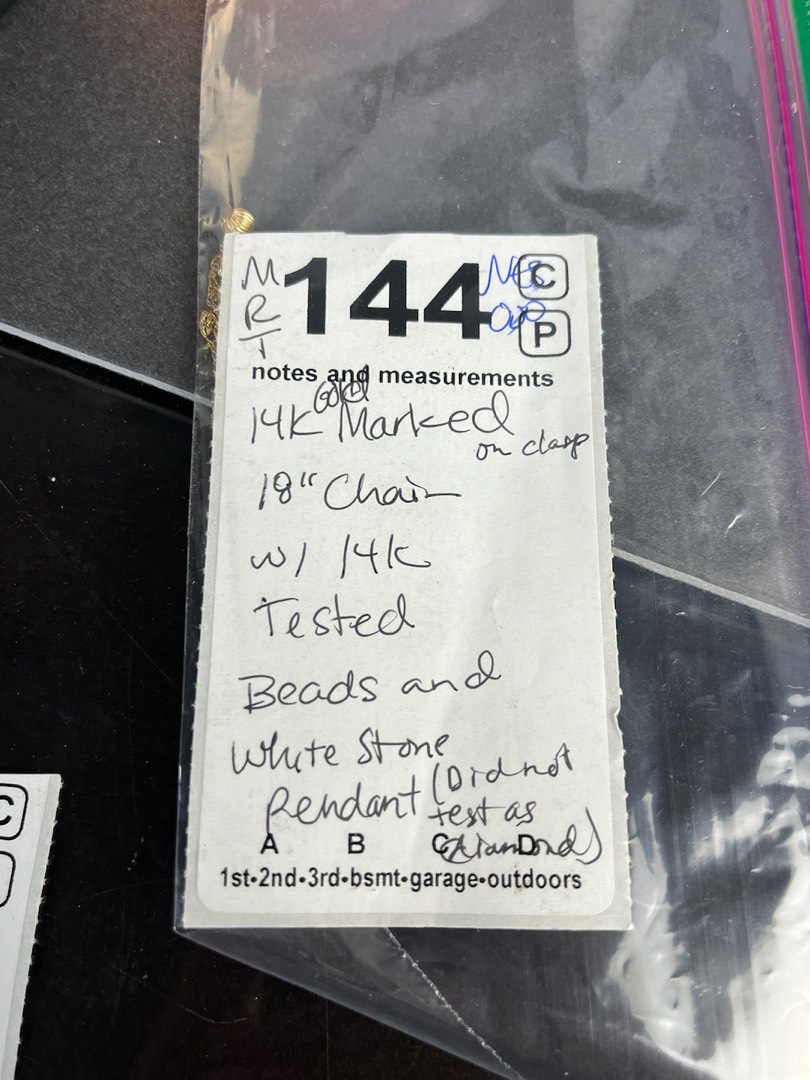 M
R
T
144
C
P
notes and measurements
14K Gold Marked
on clasp
18" Chain
w/ 14K
Tested
Beads and
White Stone
Pendant (Did not
test as
diamond)
A B C D
1st•2nd•3rd•bsmt•garage•outdoors
C